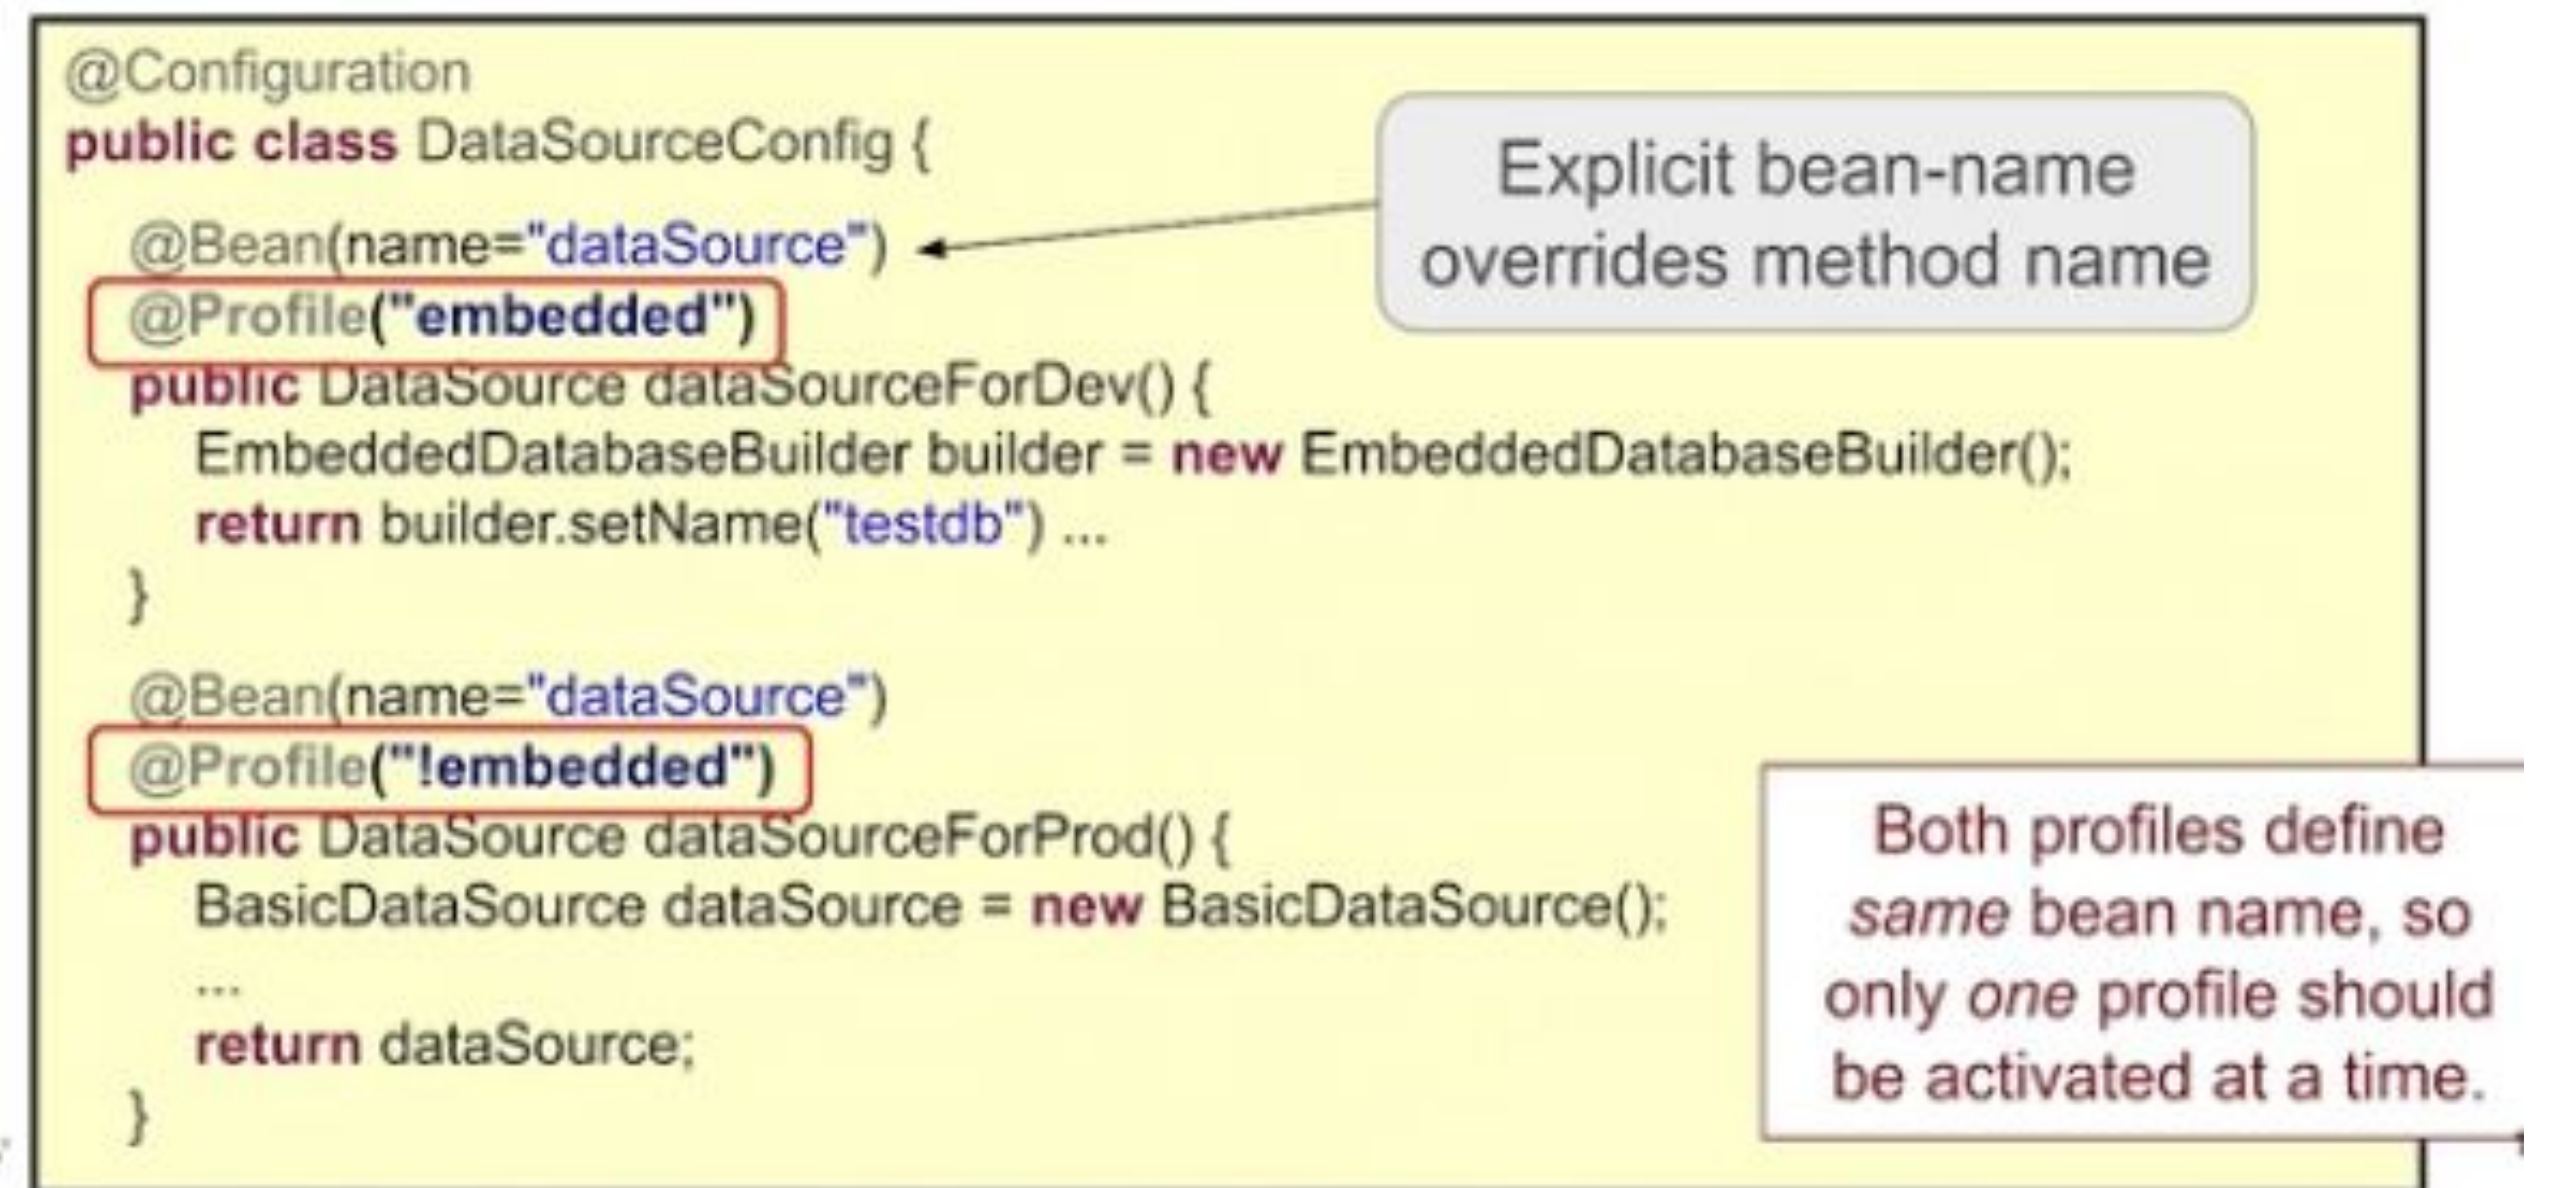 @Configuration
public class DataSourceConfig {
@Bean(name="dataSource")
@Profile("embedded")
public DataSource dataSourceForDev() {
EmbeddedDatabaseBuilder builder = new EmbeddedDatabaseBuilder();
return builder.setName("testdb") ...
}
@Bean(name="dataSource")
@Profile("!embedded")
public DataSource dataSourceForProd() {
BasicDataSource dataSource = new BasicDataSource();
...
return dataSource;
}
Explicit bean-name
overrides method name
Both profiles define
same bean name, so
only one profile should
be activated at a time.